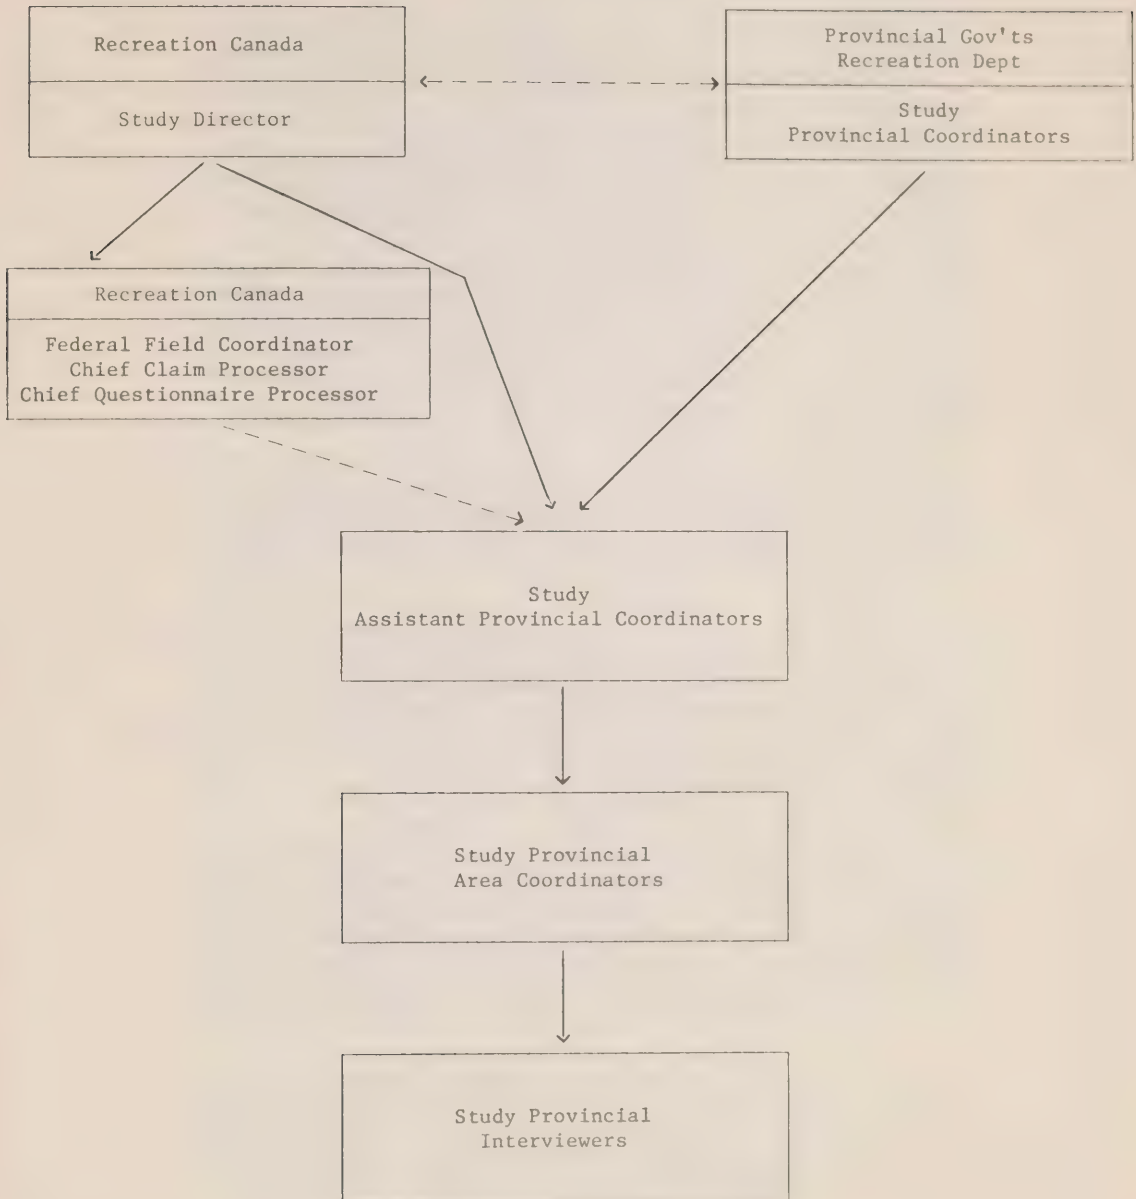 Recreation Canada
Study Director
Provincial Gov'ts
Recreation Dept
Study
Provincial Coordinators
Recreation Canada
Federal Field Coordinator
Chief Claim Processor
Chief Questionnaire Processor
Study
Assistant Provincial Coordinators
Study Provincial
Area Coordinators
Study Provincial
Interviewers